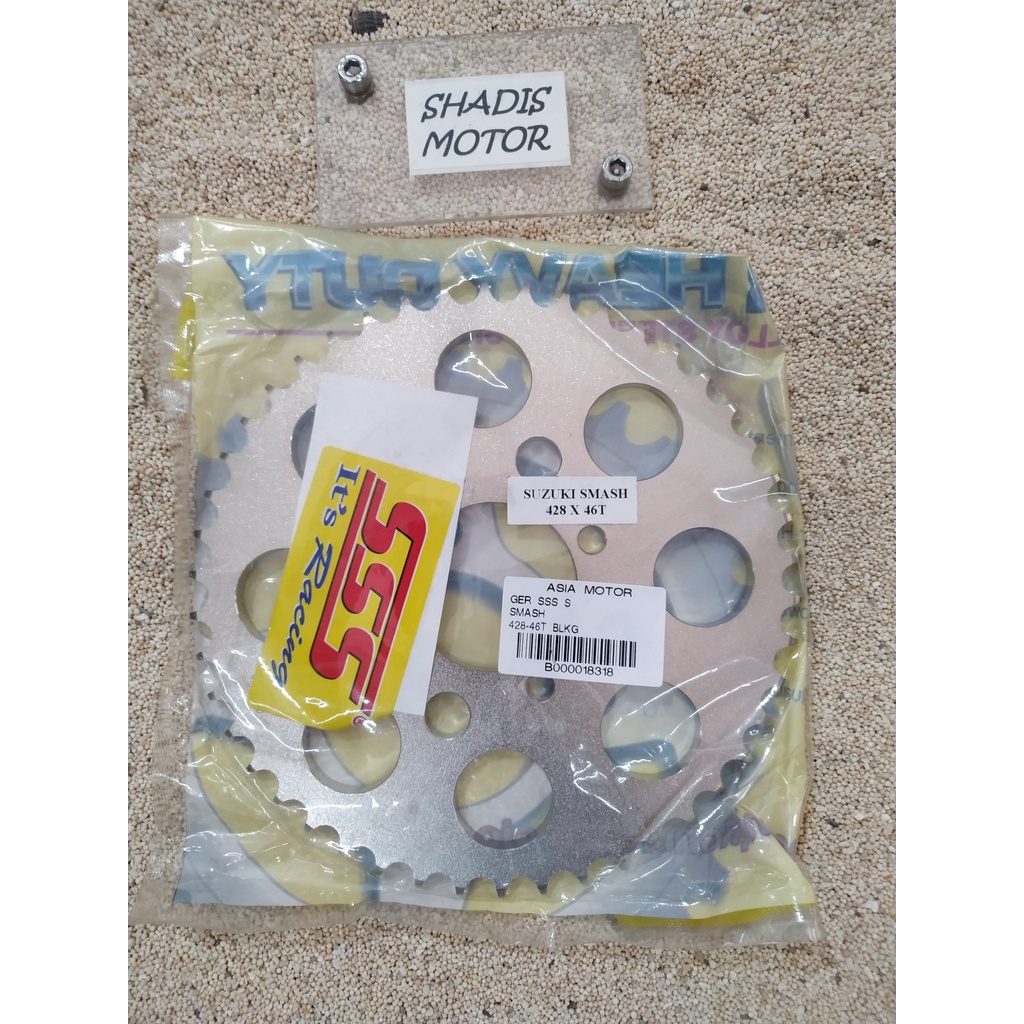 SHADIS
MOTOR
HEAVY DUTY
SUZUKI SMASH
428 X 46T
SSS
It's Racing
ASIA MOTOR
GER SSS S
SMASH
428-46T BLKG
B000018318